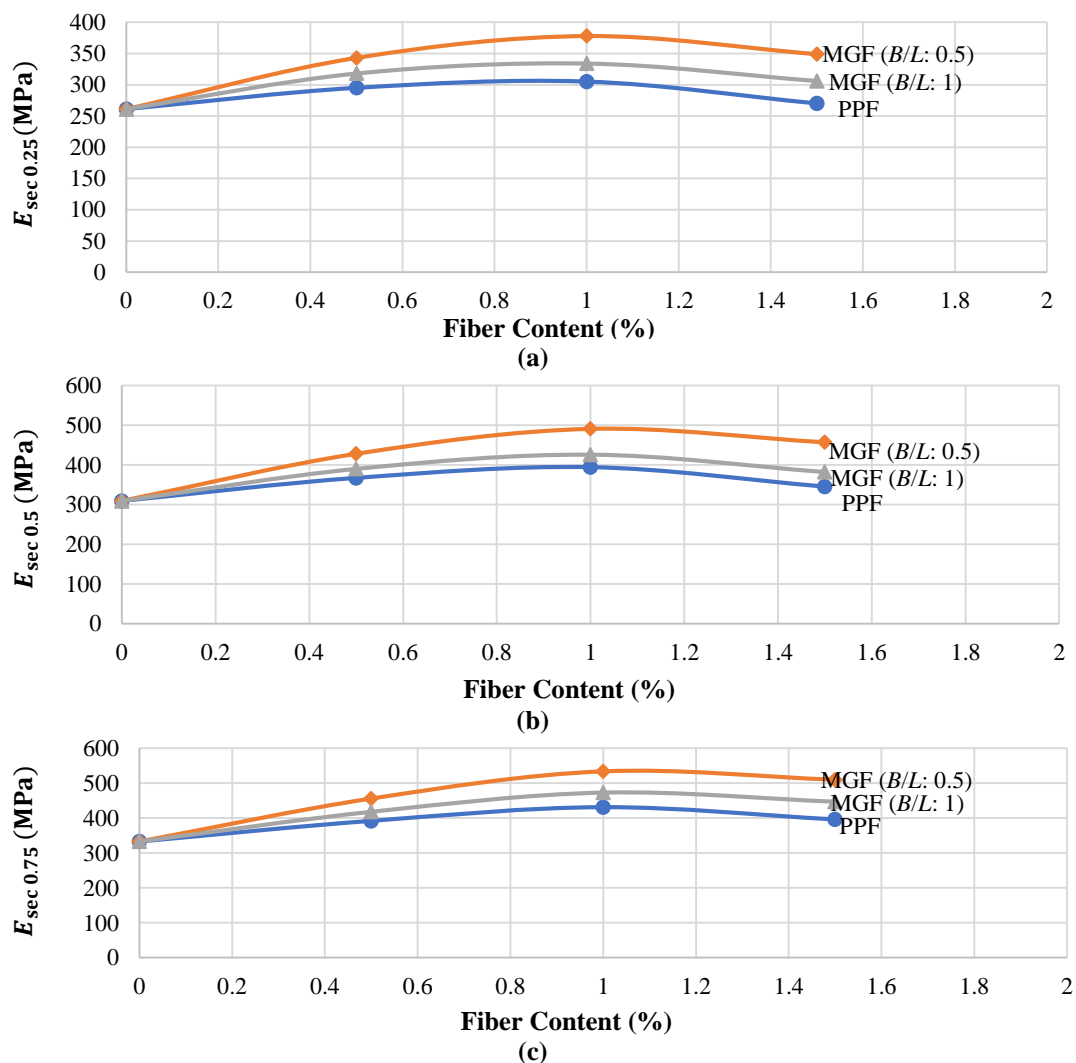 400
350
300
250
200
150
100
50
0
E sec 0.25 (MPa)
MGF (B/L: 0.5)
MGF (B/L: 1)
PPF
0 0.2 0.4 0.6 0.8 1 1.2 1.4 1.6 1.8 2
Fiber Content (%)
(a)
600
500
400
300
200
100
0
E sec 0.5 (MPa)
MGF (B/L: 0.5)
MGF (B/L: 1)
PPF
0 0.2 0.4 0.6 0.8 1 1.2 1.4 1.6 1.8 2
Fiber Content (%)
(b)
600
500
400
300
200
100
0
E sec 0.75 (MPa)
MGF (B/L: 0.5)
MGF (B/L: 1)
PPF
0 0.2 0.4 0.6 0.8 1 1.2 1.4 1.6 1.8 2
Fiber Content (%)
(c)